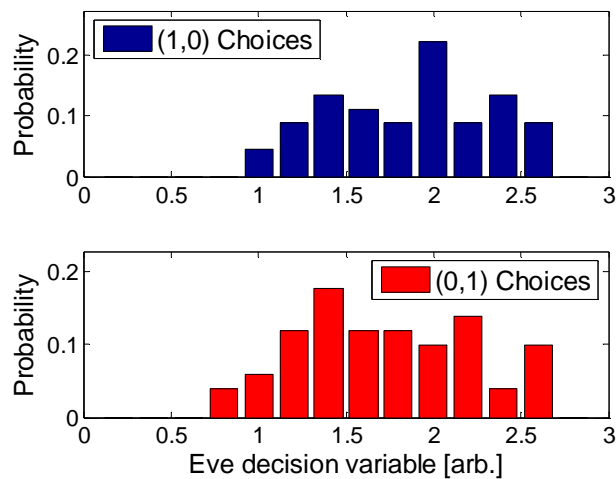 (1,0) Choices
Probability
0.2
0.1
0
0 0.5 1 1.5 2 2.5 3
(0,1) Choices
Probability
0.2
0.1
0
0 0.5 1 1.5 2 2.5 3
Eve decision variable [arb.]